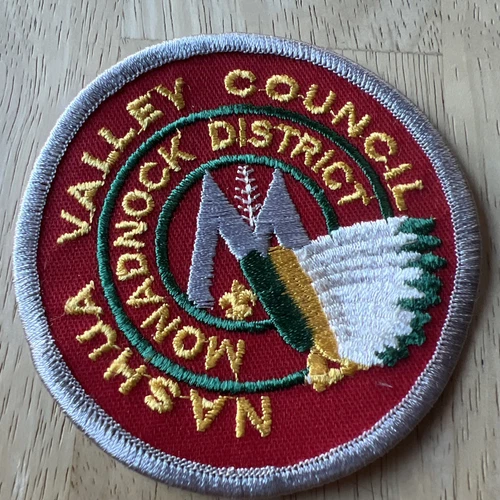 NASHUA VALLEY COUNCIL
MONADNOCK DISTRICT
M